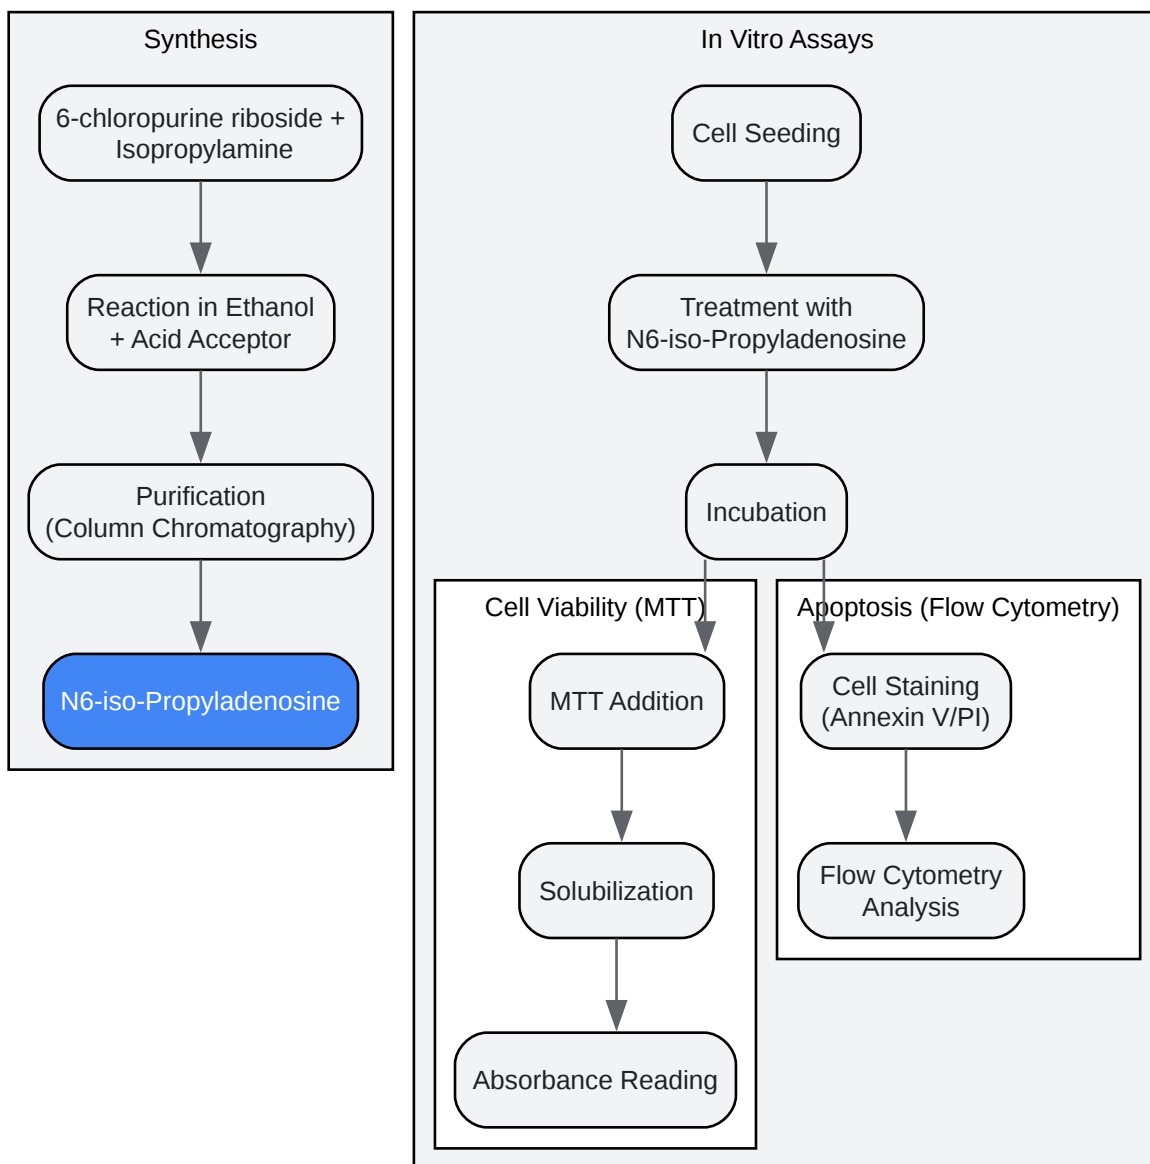 Synthesis
6-chloropurine riboside +
Isopropylamine
Reaction in Ethanol
+ Acid Acceptor
Purification
(Column Chromatography)
N6-iso-Propyladenosine
In Vitro Assays
Cell Seeding
Treatment with
N6-iso-Propyladenosine
Incubation
Cell Viability (MTT)
MTT Addition
Solubilization
Absorbance Reading
Apoptosis (Flow Cytometry)
Cell Staining
(Annexin V/PI)
Flow Cytometry
Analysis